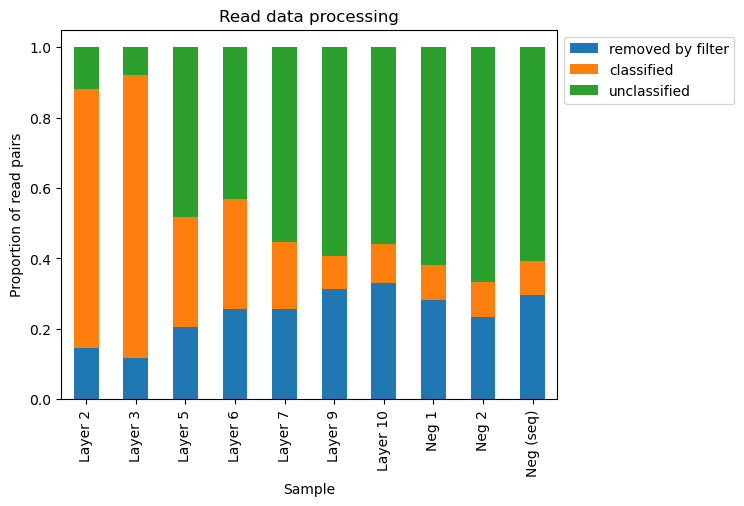 Read data processing
removed by filter
classified
unclassified
Proportion of read pairs
1.0
0.8
0.6
0.4
0.2
0.0
Layer 2
Layer 3
Layer 5
Layer 6
Layer 7
Layer 9
Layer 10
Neg 1
Neg 2
Neg (seq)
Sample